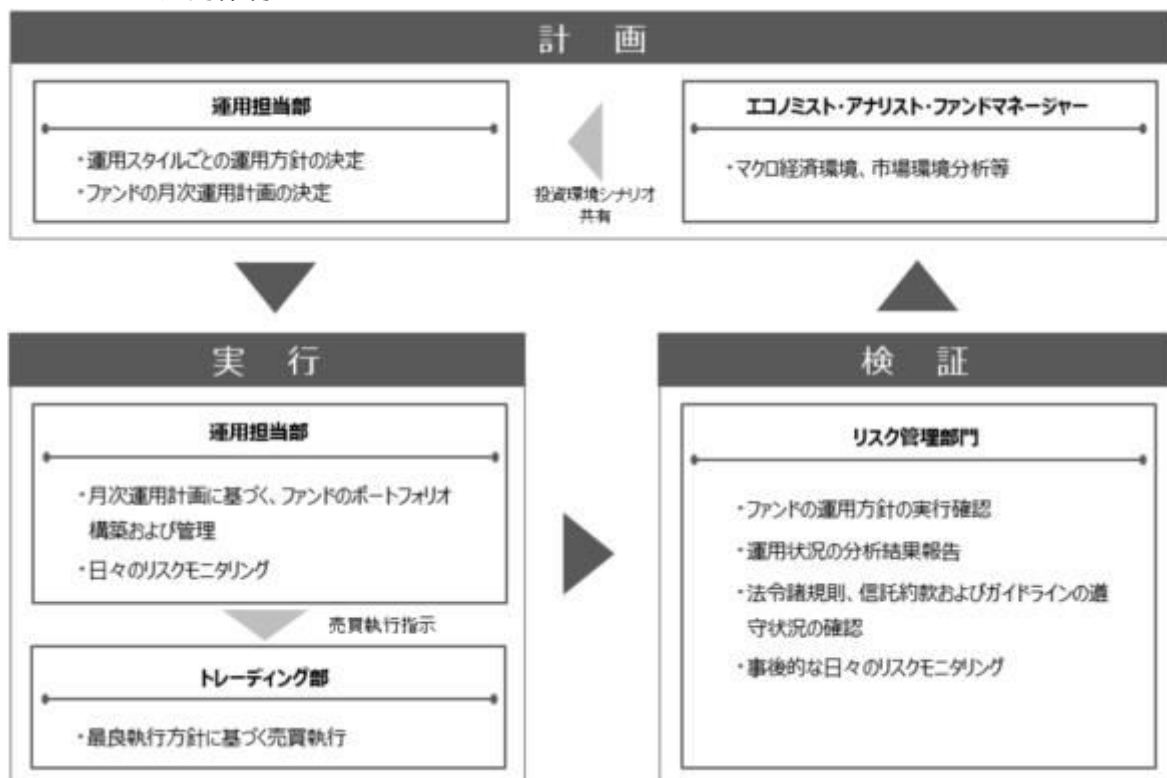 計 画
運用担当部
・運用スタイルごとの運用方針の決定
・ファンドの月次運用計画の決定
投資環境シナリオ
共有
エコノミスト・アナリスト・ファンドマネージャー
・マクロ経済環境、市場環境分析等
実 行
運用担当部
・月次運用計画に基づく、ファンドのポートフォリオ
構築および管理
・日々のリスクモニタリング
売買執行指示
トレーディング部
・最良執行方針に基づく売買執行
検 証
リスク管理部門
・ファンドの運用方針の実行確認
・運用状況の分析結果報告
・法令諸規則、信託約款およびガイドラインの遵
守状況の確認
・事後的な日々のリスクモニタリング